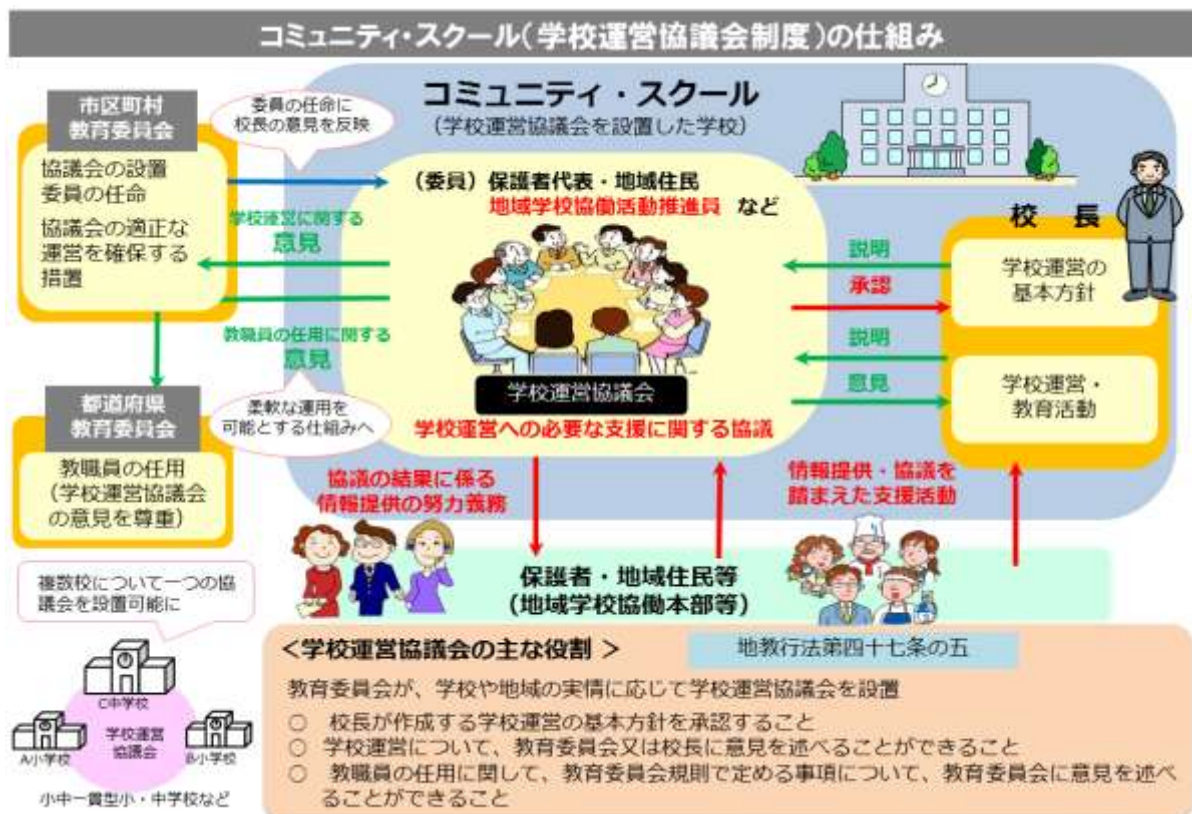 コミュニティ・スクール(学校運営協議会制度)の仕組み
市区町村
教育委員会
協議会の設置
委員の任命
協議会の適正な
運営を確保する
措置
委員の任命に
校長の意見を反映
コミュニティ・スクール
(学校運営協議会を設置した学校)
(委員)保護者代表・地域住民
地域学校協働活動推進員 など
学校運営に関する
意見
教職員の任用に関する
意見
柔軟な運用を
可能とする仕組みへ
学校運営協議会
学校運営への必要な支援に関する協議
校 長
学校運営の
基本方針
説明
承認
説明
意見
学校運営・
教育活動
都道府県
教育委員会
教職員の任用
(学校運営協議会
の意見を尊重)
協議の結果に係る
情報提供の努力義務
情報提供・協議を
踏まえた支援活動
保護者・地域住民等
(地域学校協働本部等)
複数校について一つの協
議会を設置可能に
C中学校
学校運営
協議会
A小学校
B小学校
小中一貫型小・中学校など
<学校運営協議会の主な役割 >
地教行法第四十七条の五
教育委員会が、学校や地域の実情に応じて学校運営協議会を設置
○ 校長が作成する学校運営の基本方針を承認すること
○ 学校運営について、教育委員会又は校長に意見を述べることができること
○ 教職員の任用に関して、教育委員会規則で定める事項について、教育委員会に意見を述べ
ることができること